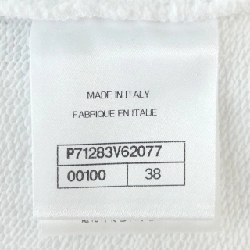 MADE IN ITALY
FABRIQUE EN ITALIE
P71283V62077
00100 38